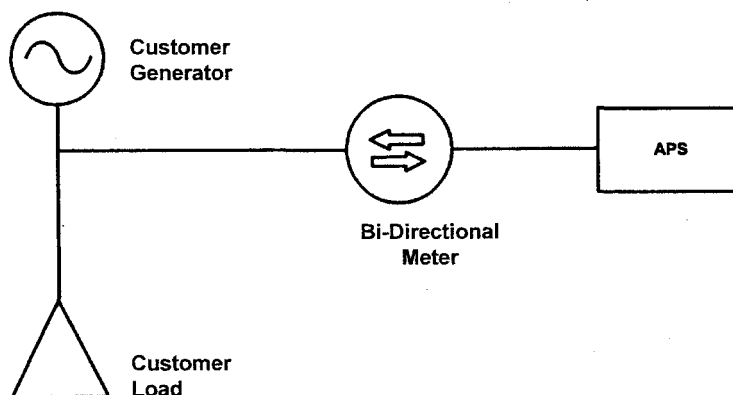 Customer
Generator
APS
Bi-Directional
Meter
Customer
Load